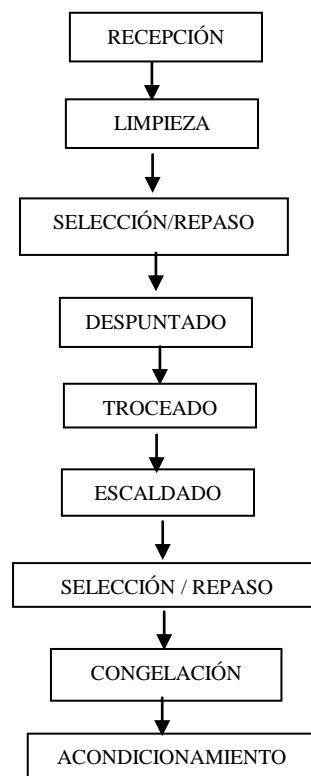 RECEPCIÓN
LIMPIEZA
SELECCIÓN/REPASO
DESPUNTADO
TROCEADO
ESCALDADO
SELECCIÓN / REPASO
CONGELACIÓN
ACONDICIONAMIENTO